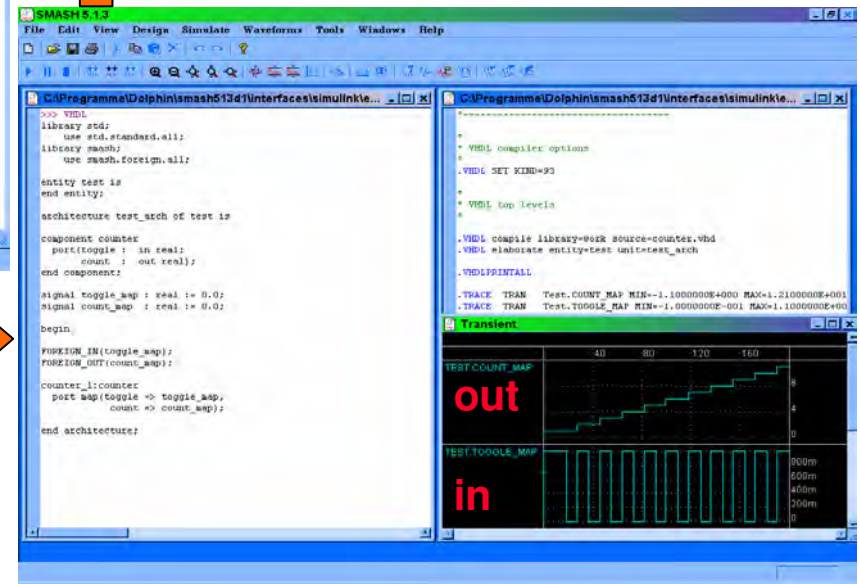 SMASH 5.1.3
File Edit View Design Simulate Waveforms Tools Windows Help
C:\Programme\Dolphin\smash513d1\interfaces\simulink\e...
>>> VHDL
library std;
use std.standard.all;
library smash;
use smash.foreign.all;
entity test is
end entity;
architecture test_arch of test is
component counter
port(toggle : in real;
count : out real);
end component;
signal toggle_map : real := 0.0;
signal count_map : real := 0.0;
begin
FOREIGN_IN(toggle_map);
FOREIGN_OUT(count_map);
counter_1:counter
port map(toggle => toggle_map,
count => count_map);
end architecture;
C:\Programme\Dolphin\smash513d1\interfaces\simulink\e...
*--------------------------------------
*
* VHDL compiler options
*
.VHDL SET KIND=93
*
* VHDL top levels
*
.VHDL compile library=work source=counter.vhd
.VHDL elaborate entity=test unit=test_arch
.VHDLPRINTALL
.TRACE TRAN Test.COUNT_MAP MIN=-1.1000000E+000 MAX=1.2100000E+001
.TRACE TRAN Test.TOGGLE_MAP MIN=-1.0000000E-001 MAX=1.1000000E+00
Transient
40 80 120 160
TEST.COUNT_MAP
out
8
4
0
TEST.TOGGLE_MAP
in
800m
600m
400m
200m
0